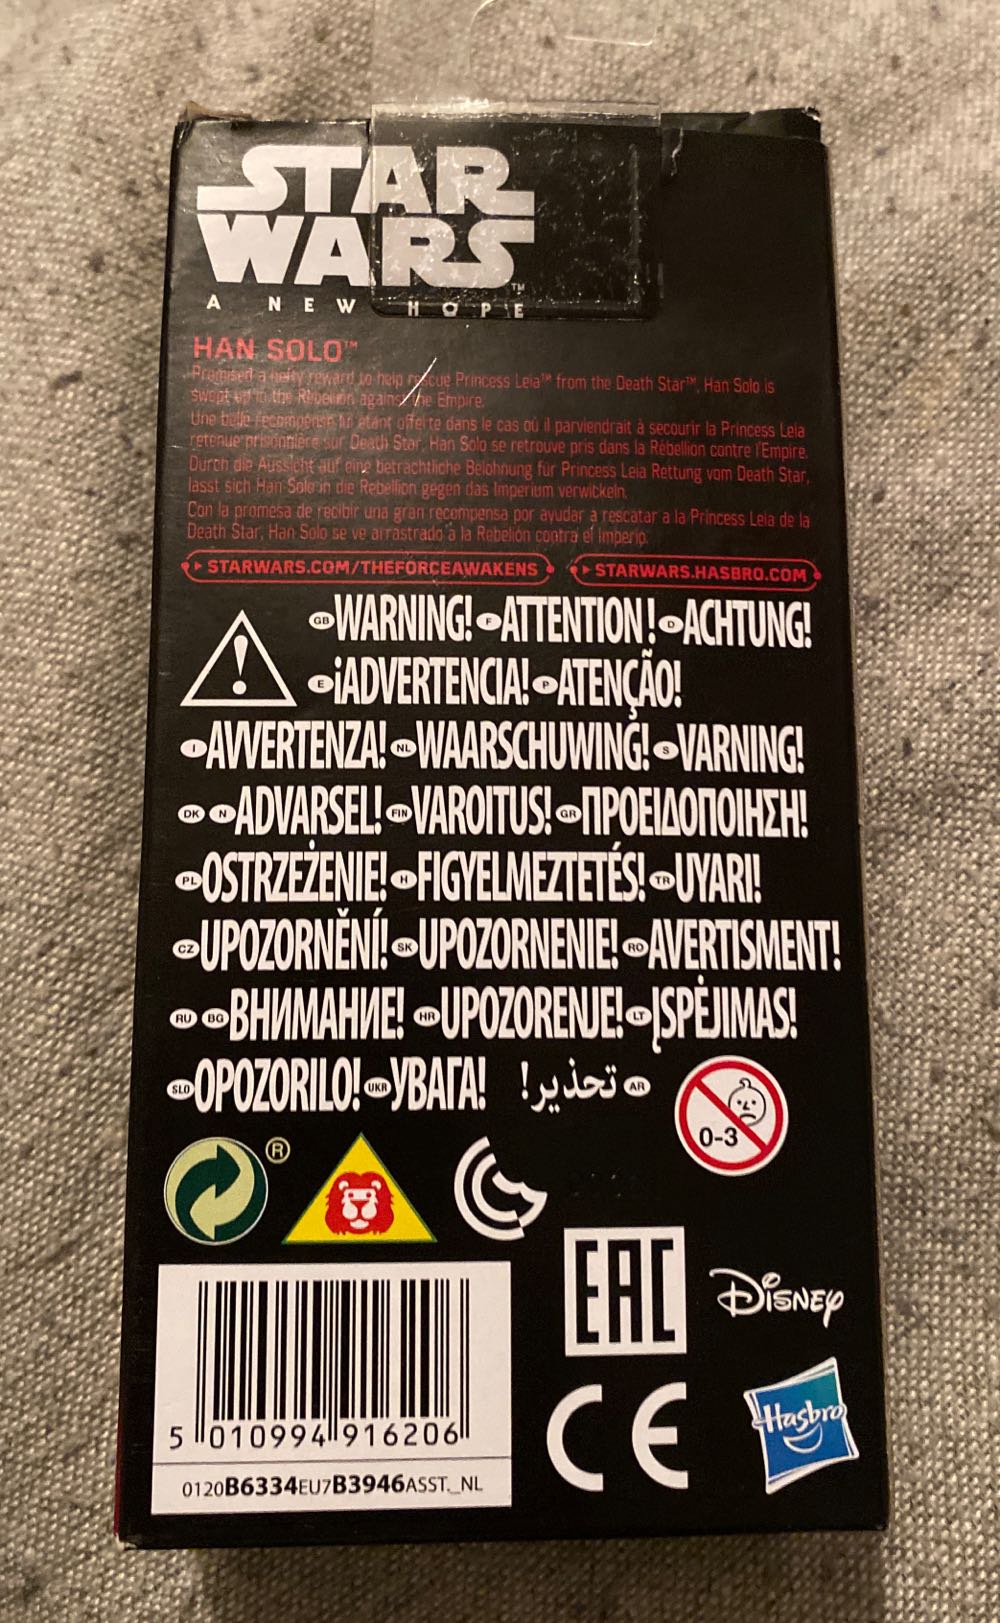 STAR
WARS™
A NEW HOPE
HAN SOLO™
Promised a hefty reward to help rescue Princess Leia™ from the Death Star™, Han Solo is
swept up in the Rebellion against the Empire.
Une belle récompense lui étant offerte dans le cas où il parviendrait à secourir la Princess Leia
retenue prisonnière sur Death Star, Han Solo se retrouve pris dans la Rébellion contre l'Empire.
Durch die Aussicht auf eine beträchtliche Belohnung für Princess Leia Rettung vom Death Star,
lasst sich Han Solo in die Rebellion gegen das Imperium verwickeln.
Con la promesa de recibir una gran recompensa por ayudar a rescatar a la Princess Leia de la
Death Star, Han Solo se ve arrastrado a la Rebelión contra el Imperio.
STARWARS.COM/THEFORCEAWAKENS STARWARS.HASBRO.COM
GB WARNING! F ATTENTION ! D ACHTUNG!
E ¡ADVERTENCIA! P ATENÇÃO!
I AVVERTENZA! NL WAARSCHUWING! S VARNING!
DK N ADVARSEL! FIN VAROITUS! GR ΠΡΟΕΙΔΟΠΟΙΗΣΗ!
PL OSTRZEŻENIE! H FIGYELMEZTETÉS! TR UYARI!
CZ UPOZORNĚNÍ! SK UPOZORNENIE! RO AVERTISMENT!
RU BG ВНИМАНИЕ! HR UPOZORENJE! LT ĮSPĖJIMAS!
SLO OPOZORILO! UKR УВАГА! تحذير! AR
0-3
®
EAC
Disney
5 010994 916206
0120B6334EU7B3946ASST._NL
CE
Hasbro